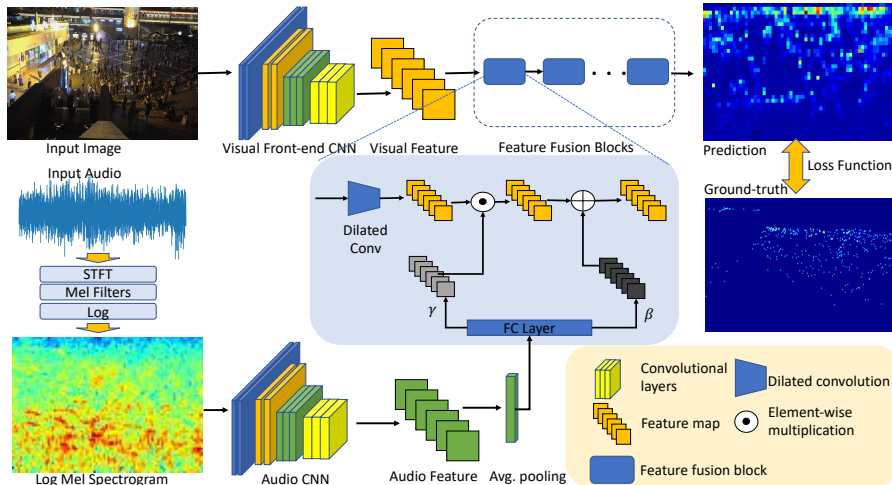 Input Image
Visual Front-end CNN
Visual Feature
Feature Fusion Blocks
Prediction
Loss Function
Ground-truth
Input Audio
STFT
Mel Filters
Log
Log Mel Spectrogram
Dilated
Conv
γ
FC Layer
β
Audio CNN
Audio Feature
Avg. pooling
Convolutional
layers
Dilated convolution
Feature map
Element-wise
multiplication
Feature fusion block